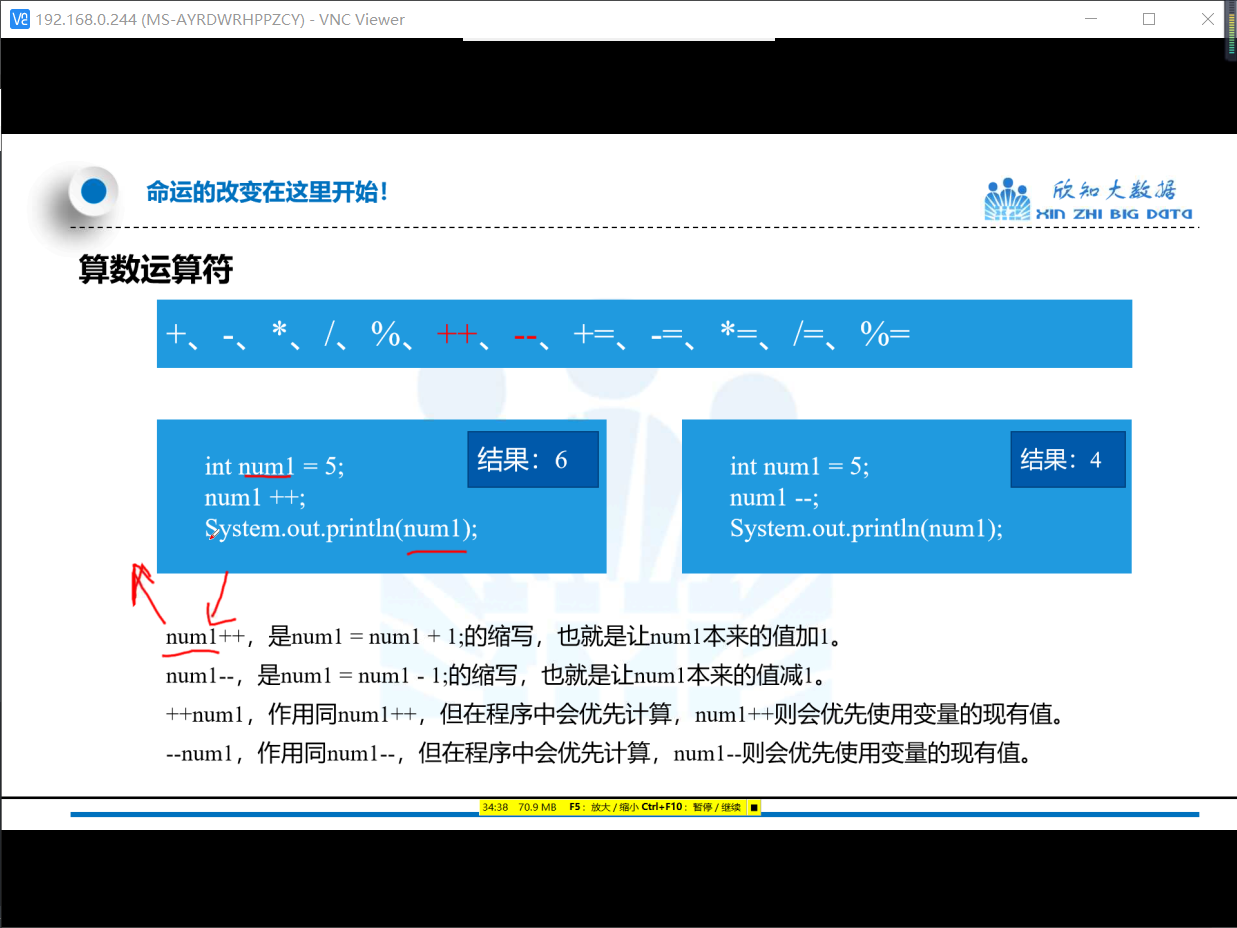 192.168.0.244 (MS-AYRDWRHPPZCY) - VNC Viewer
命运的改变在这里开始！
欣知大数据
XIN ZHI BIG DATA
算数运算符
+、-、*、/、%、++、--、+=、-=、*=、/=、%=
int num1 = 5;
num1 ++;
System.out.println(num1);
结果：6
int num1 = 5;
num1 --;
System.out.println(num1);
结果：4
num1++，是num1 = num1 + 1;的缩写，也就是让num1本来的值加1。
num1--，是num1 = num1 - 1;的缩写，也就是让num1本来的值减1。
++num1，作用同num1++，但在程序中会优先计算，num1++则会优先使用变量的现有值。
--num1，作用同num1--，但在程序中会优先计算，num1--则会优先使用变量的现有值。
34:38 70.9 MB F5：放大 / 缩小 Ctrl+F10：暂停 / 继续